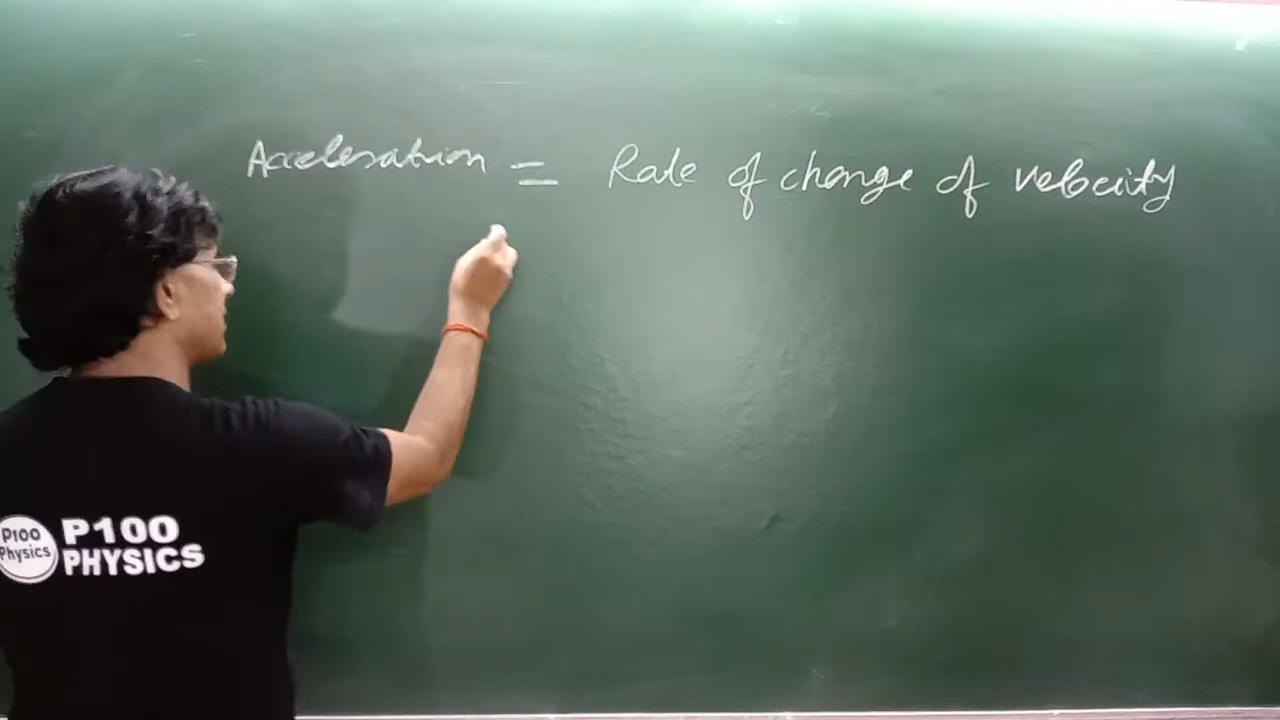 Acceleration = Rate of change of velocity
P100
Physics
P100
PHYSICS